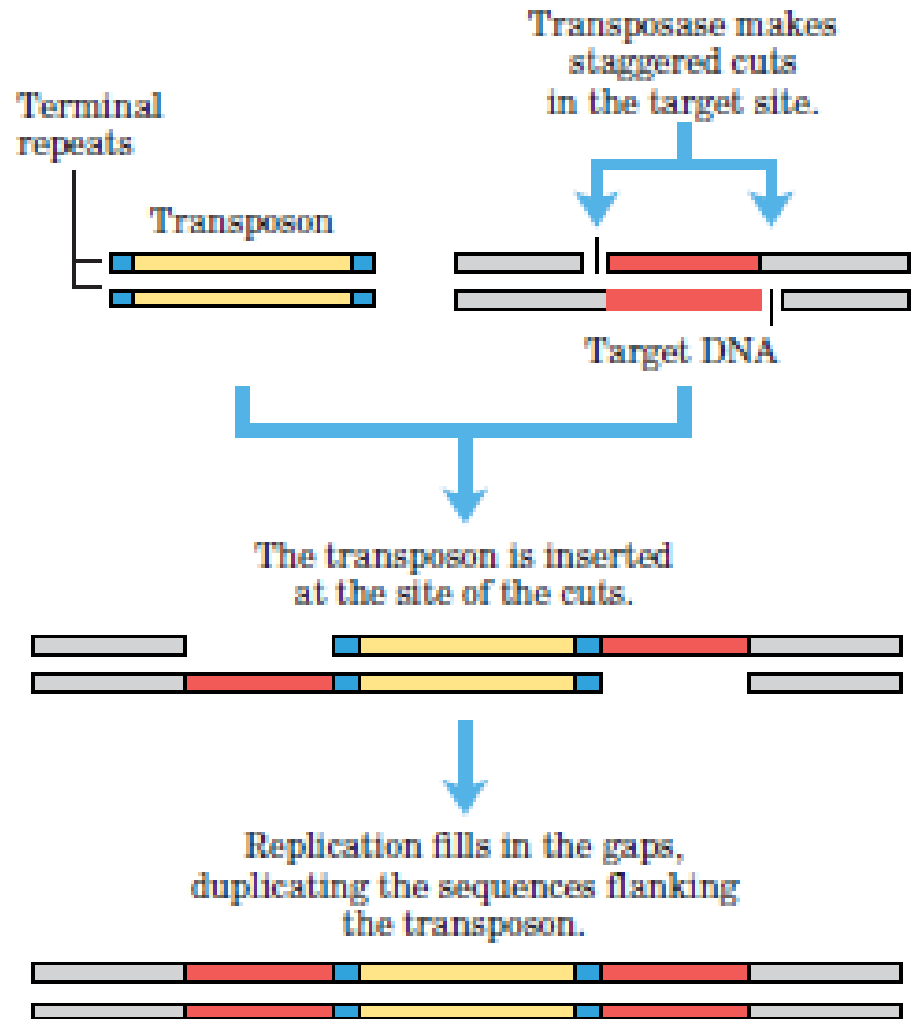 Transposase makes
staggered cuts
in the target site.
Terminal
repeats
Transposon
Target DNA
The transposon is inserted
at the site of the cuts.
Replication fills in the gaps,
duplicating the sequences flanking
the transposon.